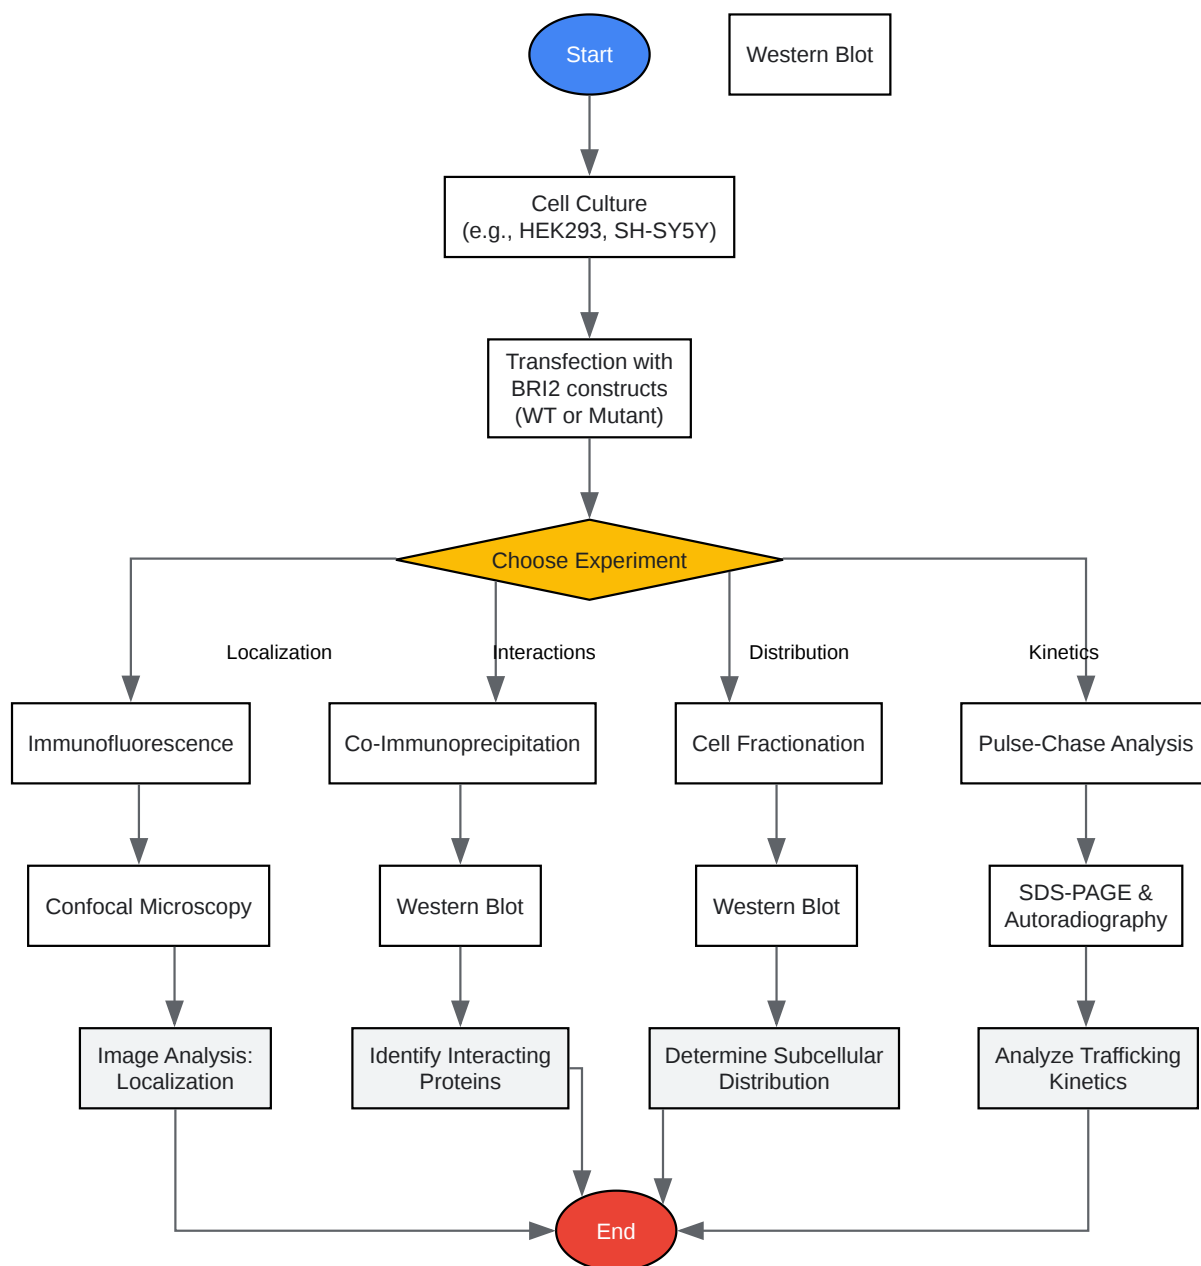 Start
Western Blot
Cell Culture
(e.g., HEK293, SH-SY5Y)
Transfection with
BRI2 constructs
(WT or Mutant)
Choose Experiment
Localization
Interactions
Distribution
Kinetics
Immunofluorescence
Co-Immunoprecipitation
Cell Fractionation
Pulse-Chase Analysis
Confocal Microscopy
Western Blot
Western Blot
SDS-PAGE &
Autoradiography
Image Analysis:
Localization
Identify Interacting
Proteins
Determine Subcellular
Distribution
Analyze Trafficking
Kinetics
End